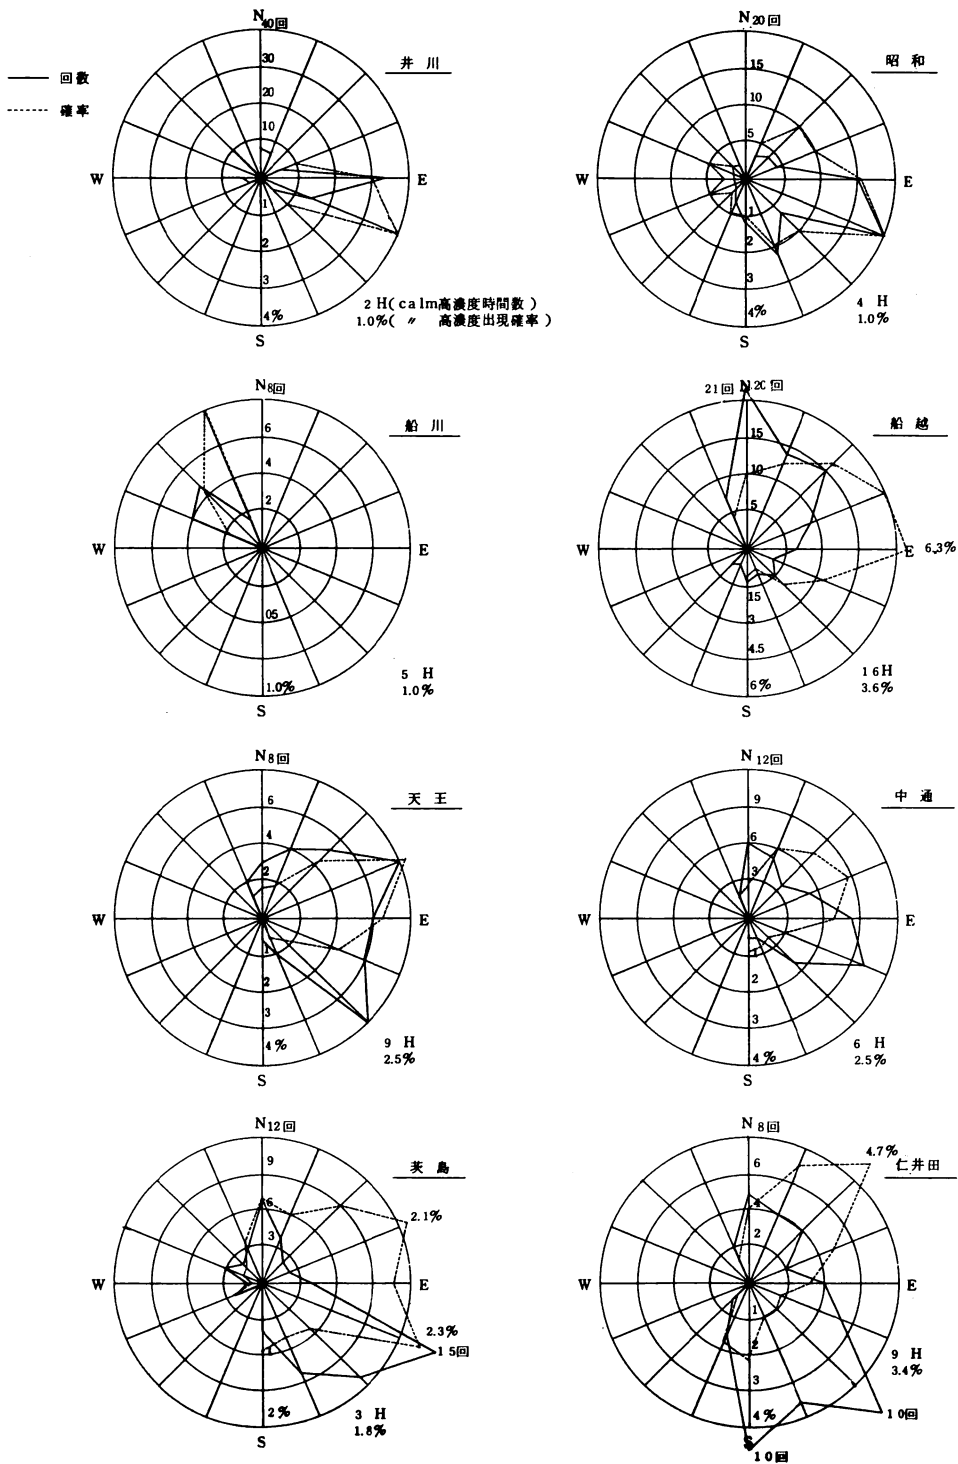 回数
確率
N 40回
30
20
10
井川
W
E
1
2
3
4%
S
2 H(calm高濃度時間数)
1.0%( 〃 高濃度出現確率)
N 20回
15
10
5
昭和
W
E
1
2
3
4%
S
4 H
1.0%
N 8回
6
4
2
船川
W
E
05
1.0%
S
5 H
1.0%
21回 N 20回
15
10
5
船越
W
E 6.3%
15
3
4.5
6%
S
16H
3.6%
N 8回
6
4
2
天王
W
E
1
2
3
4%
S
9 H
2.5%
N 12回
9
6
3
中通
W
E
1
2
3
4%
S
6 H
2.5%
N 12回
9
6
3
茨島
2.1%
W
E
2.3%
15回
1
2%
S
3 H
1.8%
N 8回
6
4
2
4.7%
仁井田
W
E
1
2
3
4%
S
9 H
3.4%
10回
10回